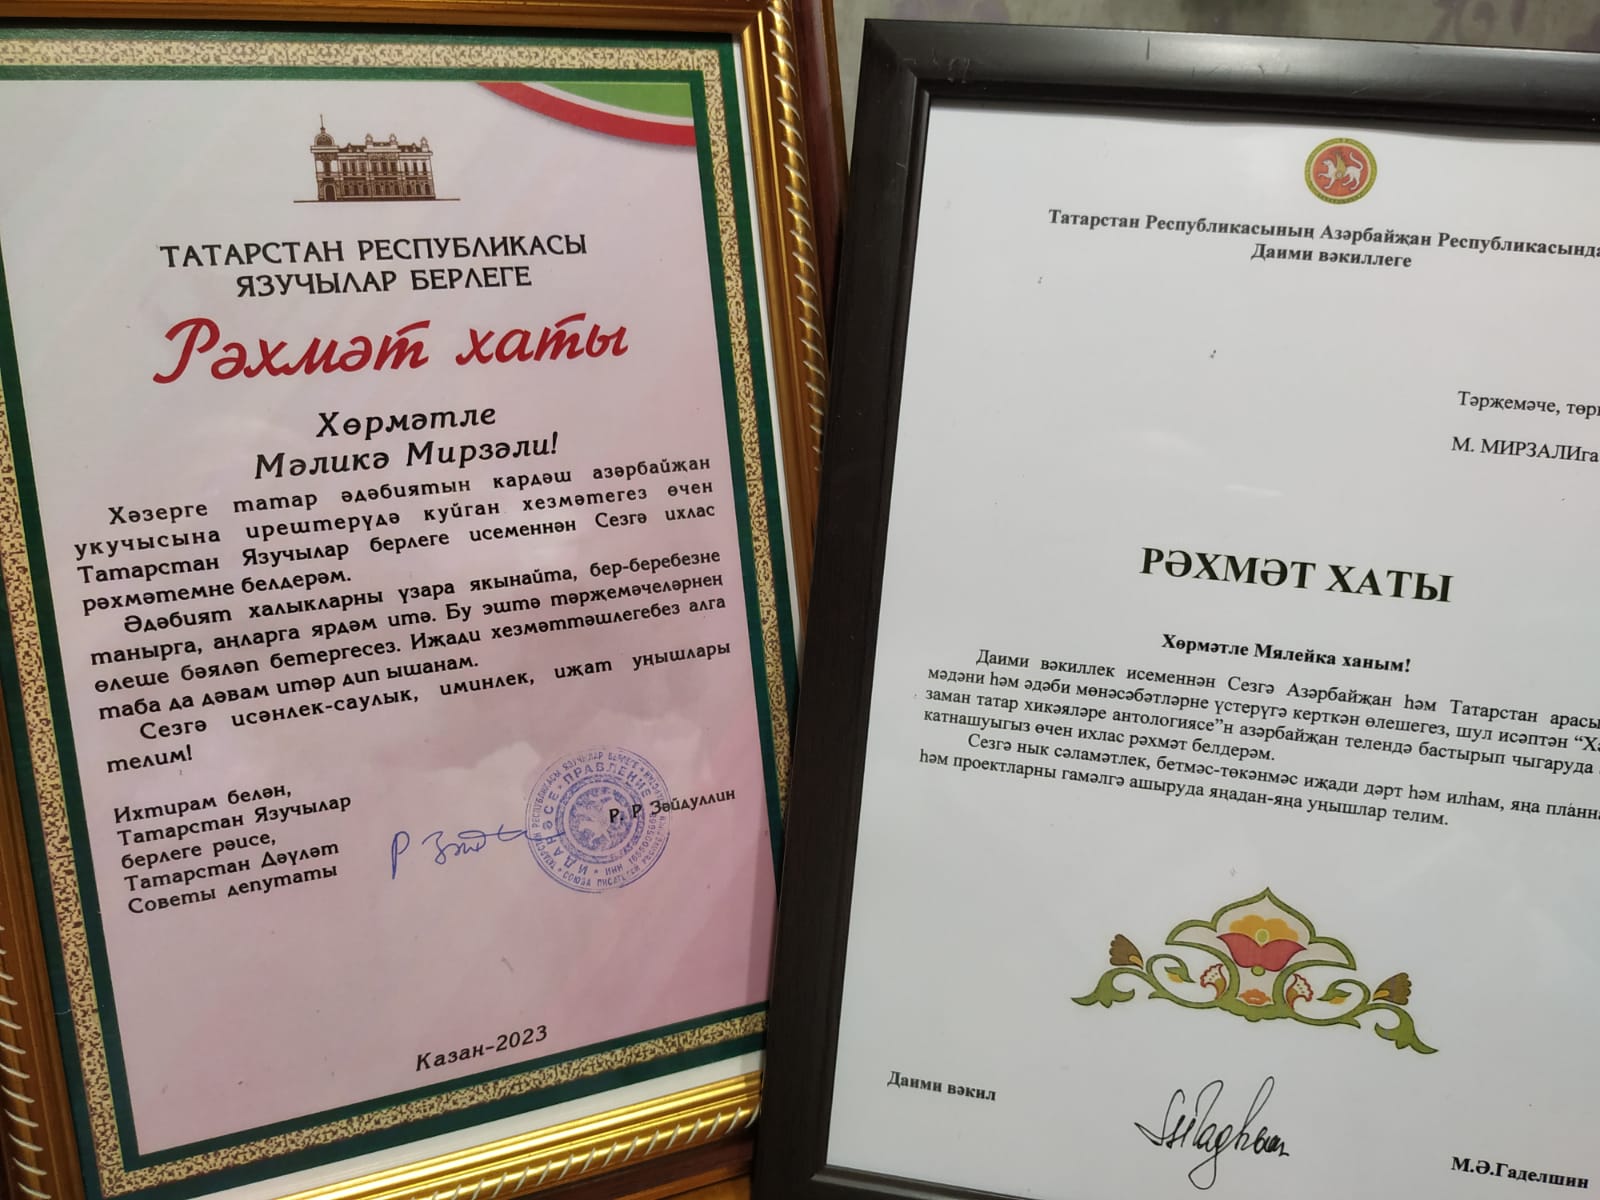 ТАТАРСТАН РЕСПУБЛИКАСЫ
ЯЗУЧЫЛАР БЕРЛЕГЕ
Рәхмәт хаты
Хөрмәтле
Мәликә Мирзәли!
Хәзерге татар әдәбиятын кардәш азәрбайҗан
укучысына ирештерүдә куйган хезмәтегез өчен
Татарстан Язучылар берлеге исеменнән Сезгә ихлас
рәхмәтемне белдерәм.
Әдәбият халыкларны үзара якынайта, бер-беребезне
танырга, аңларга ярдәм итә. Бу эштә тәрҗемәчеләрнең
өлеше бәяләп бетергесез. Иҗади хезмәттәшлегебез алга
таба да дәвам итәр дип ышанам.
Сезгә исәнлек-саулык, иминлек, иҗат уңышлары
телим!
Ихтирам белән,
Татарстан Язучылар
берлеге рәисе,
Татарстан Дәүләт
Советы депутаты
Р. Р. Зәйдуллин
ИДАРӘСЕ ПРАВЛЕНИЕ
Казан-2023
Татарстан Республикасының Азәрбайҗан Республикасында
Даими вәкиллеге
Тәрҗемәче,
М. МИРЗАЛИга
РӘХМӘТ ХАТЫ
Хөрмәтле Мялейка ханым!
Даими вәкиллек исеменнән Сезгә Азәрбайҗан һәм Татарстан
мәдәни һәм әдәби мөнәсәбәтләрне үстерүгә керткән өлешегез, шул исәптән
заман татар хикәяләре антологиясе”н азәрбайҗан телендә бастырып чыгаруда
катнашуыгыз өчен ихлас рәхмәт белдерәм.
Сезгә нык сәламәтлек, бетмәс-төкәнмәс иҗади дәрт һәм илһам, яңа
һәм проектларны гамәлгә ашыруда яңадан-яңа уңышлар телим.
Даими вәкил
М.Ә.Гаделшин